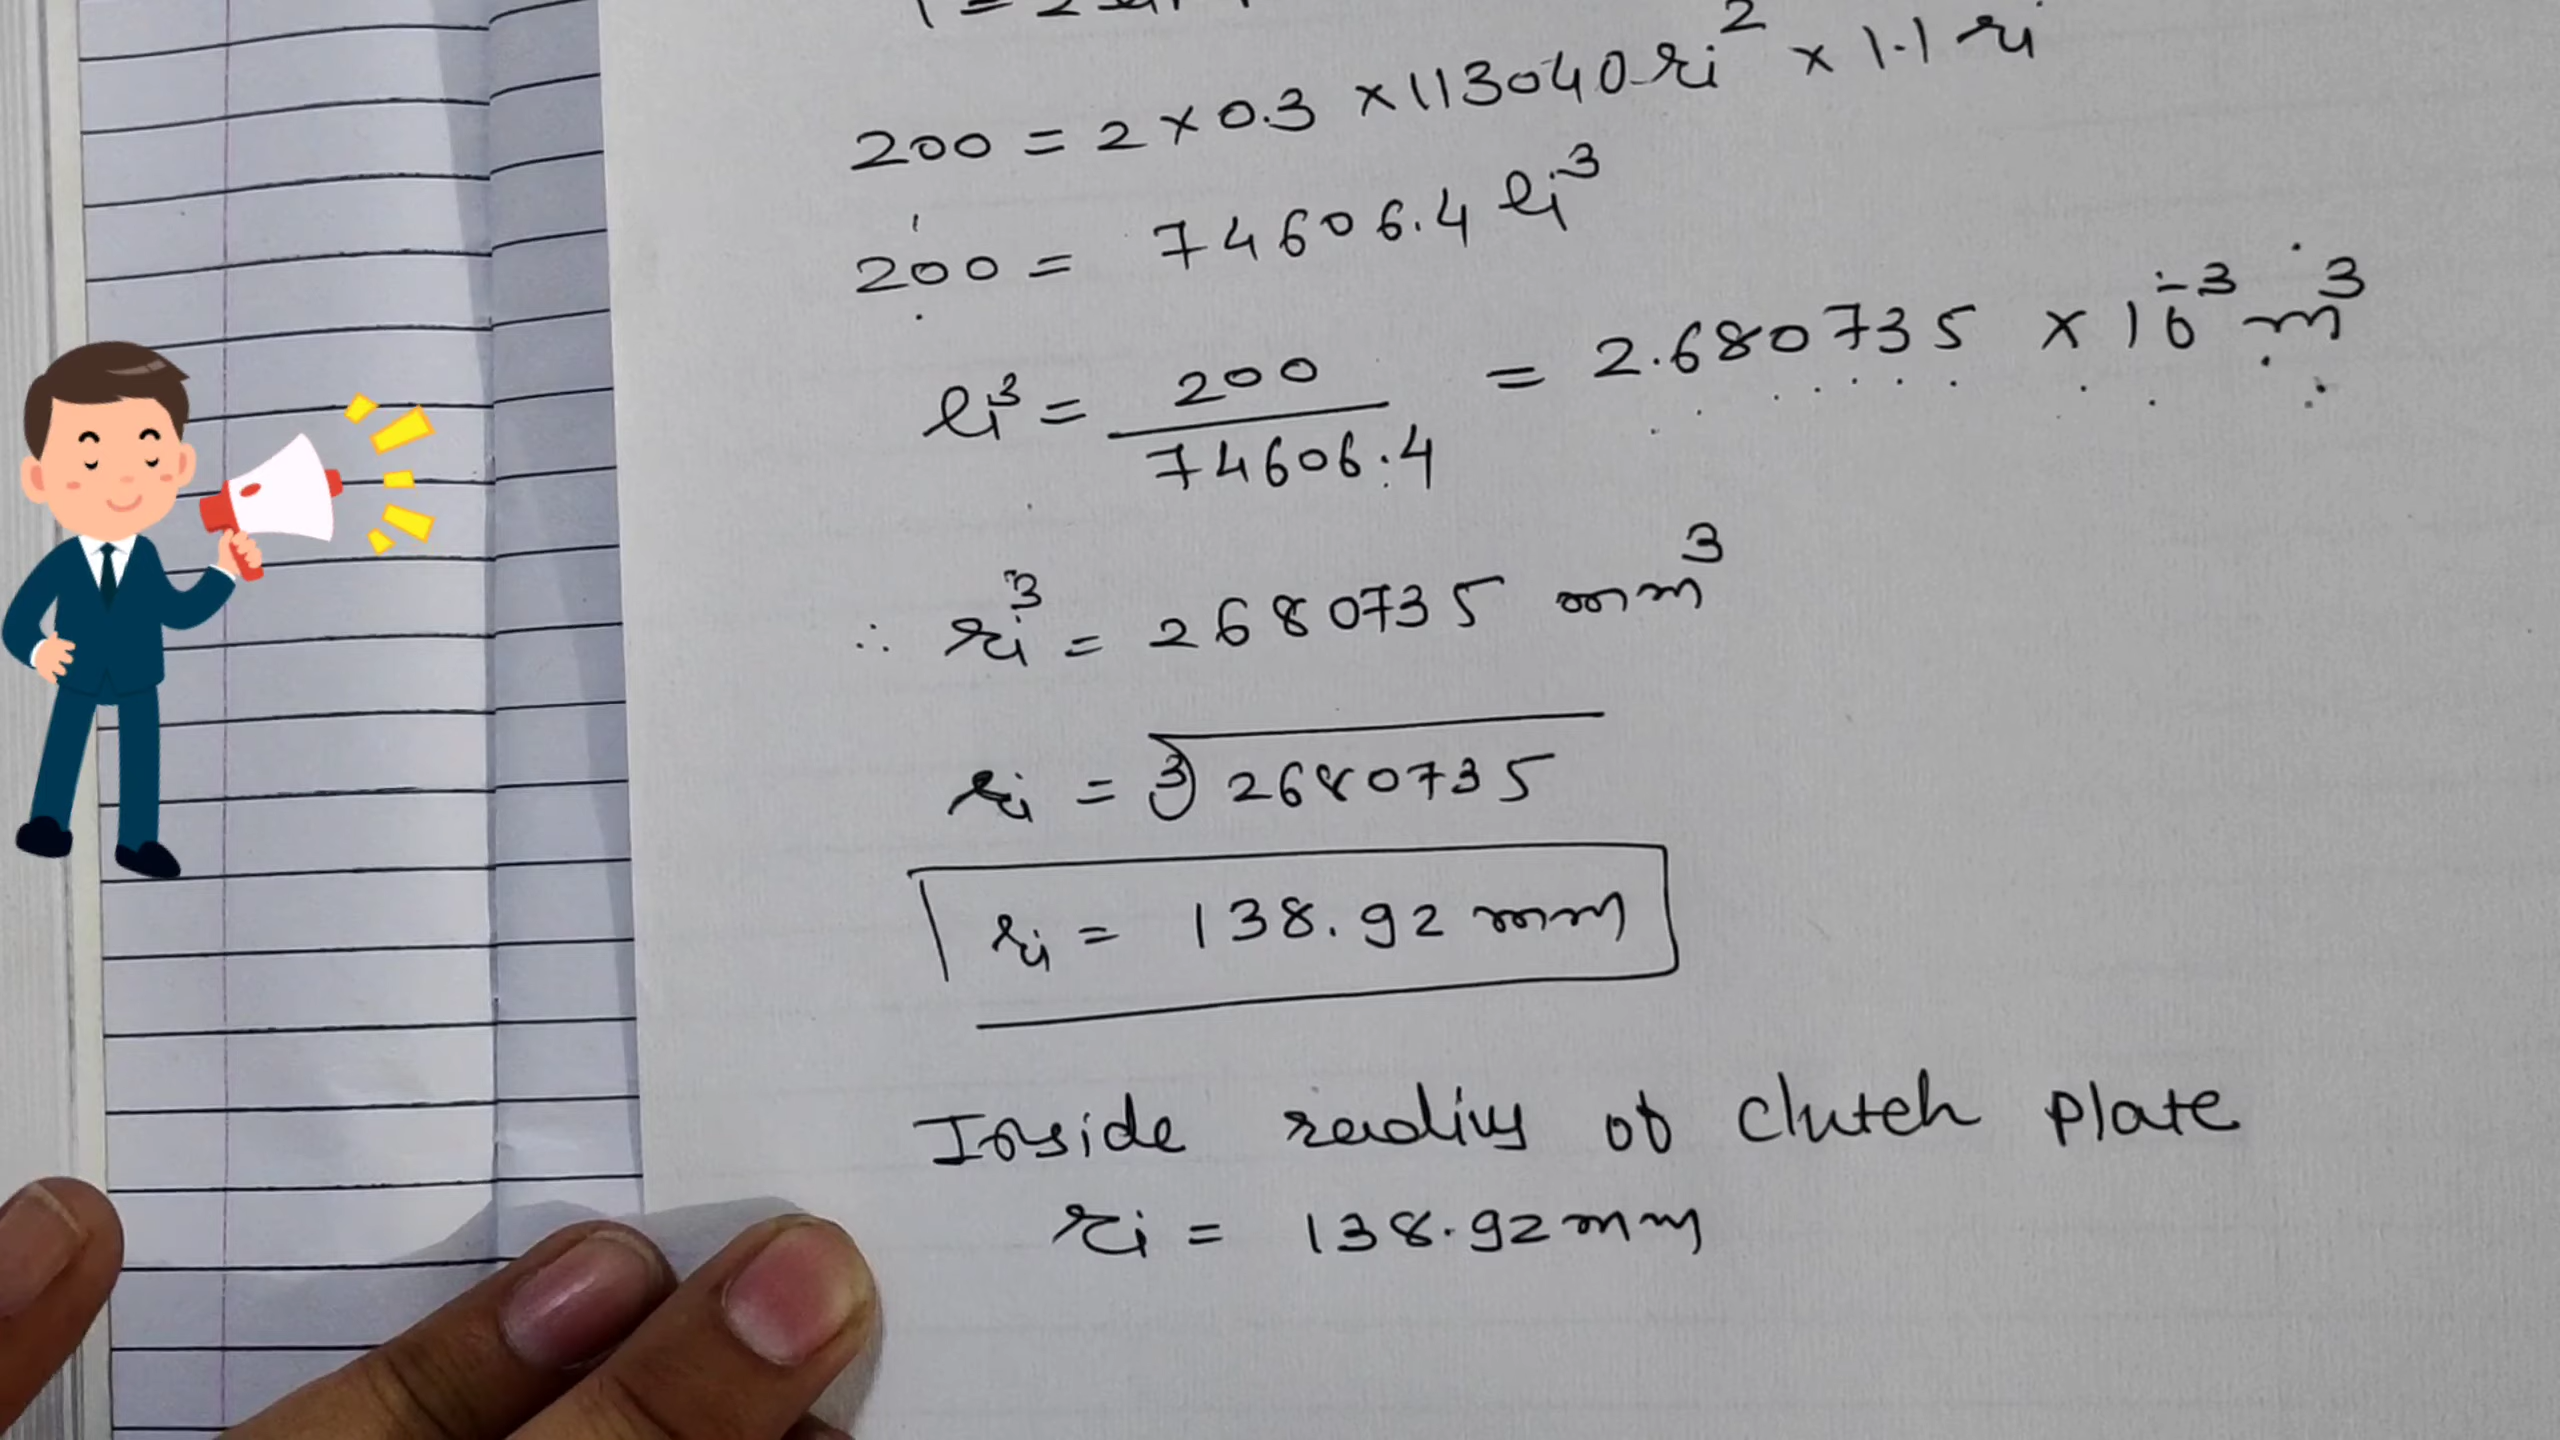 200 = 2 × 0.3 × 113040 ri² × 1.1 ri
200 = 74606.4 ri³
ri³ = 200 / 74606.4 = 2.680735 × 10⁻³ m³
∴ ri³ = 2680735 mm³
ri = ∛2680735
ri = 138.92 mm
Inside radius of clutch plate
ri = 138.92 mm